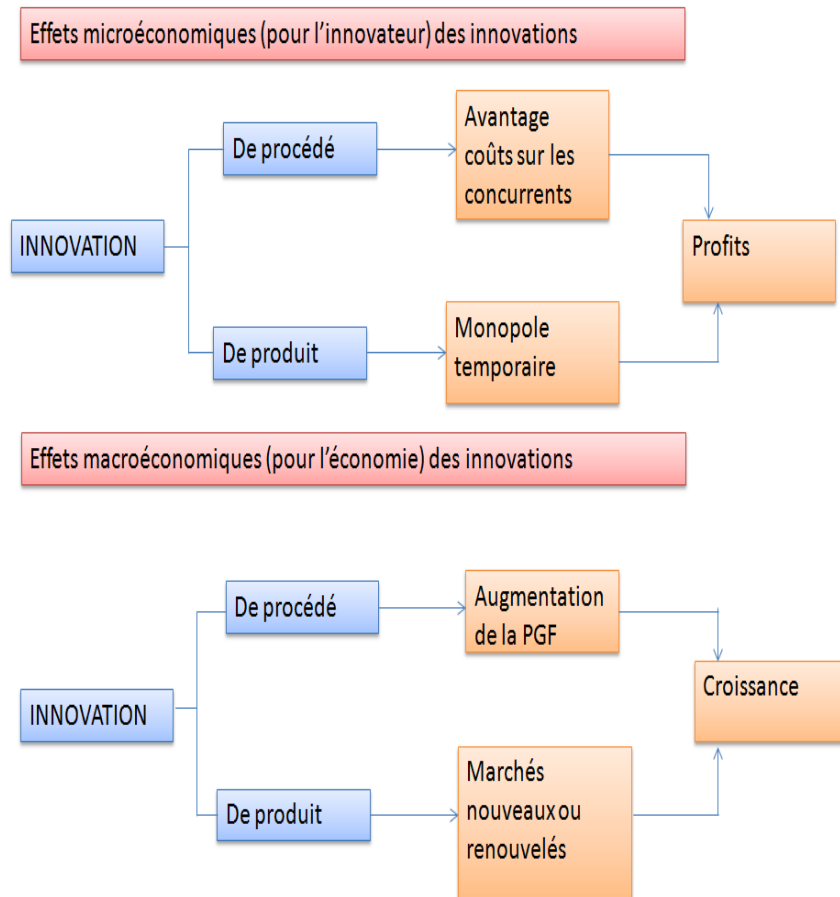 Effets microéconomiques (pour l'innovateur) des innovations
De procédé
Avantage
coûts sur les
concurrents
INNOVATION
Profits
De produit
Monopole
temporaire
Effets macroéconomiques (pour l'économie) des innovations
De procédé
Augmentation
de la PGF
INNOVATION
Croissance
De produit
Marchés
nouveaux ou
renouvelés